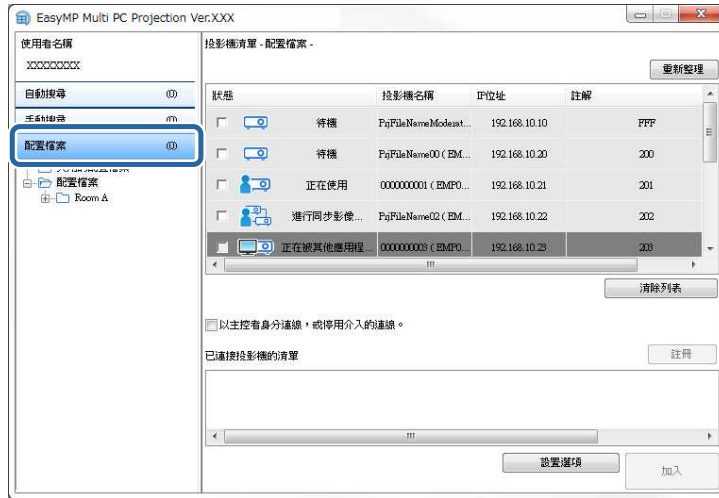 EasyMP Multi PC Projection Ver.XXX
使用者名稱
XXXXXXXXX
自動搜尋 (0)
手動搜尋 (0)
配置檔案 (0)
配置檔案
Room A
投影機清單 - 配置檔案 -
重新整理
狀態 投影機名稱 IP位址 註解
待機 PrjFileNameModerat... 192.168.10.10 FFF
待機 PrjFileName00 ( EM... 192.168.10.20 200
正在使用 0000000001 ( EMP0... 192.168.10.21 201
進行同步影像... PrjFileName02 ( EM... 192.168.10.22 202
正在被其他應用程... 0000000003 ( EMP0... 192.168.10.23 203
清除列表
以主控者身分連線，或停用介入的連線。
已連接投影機的清單
註冊
設置選項
加入